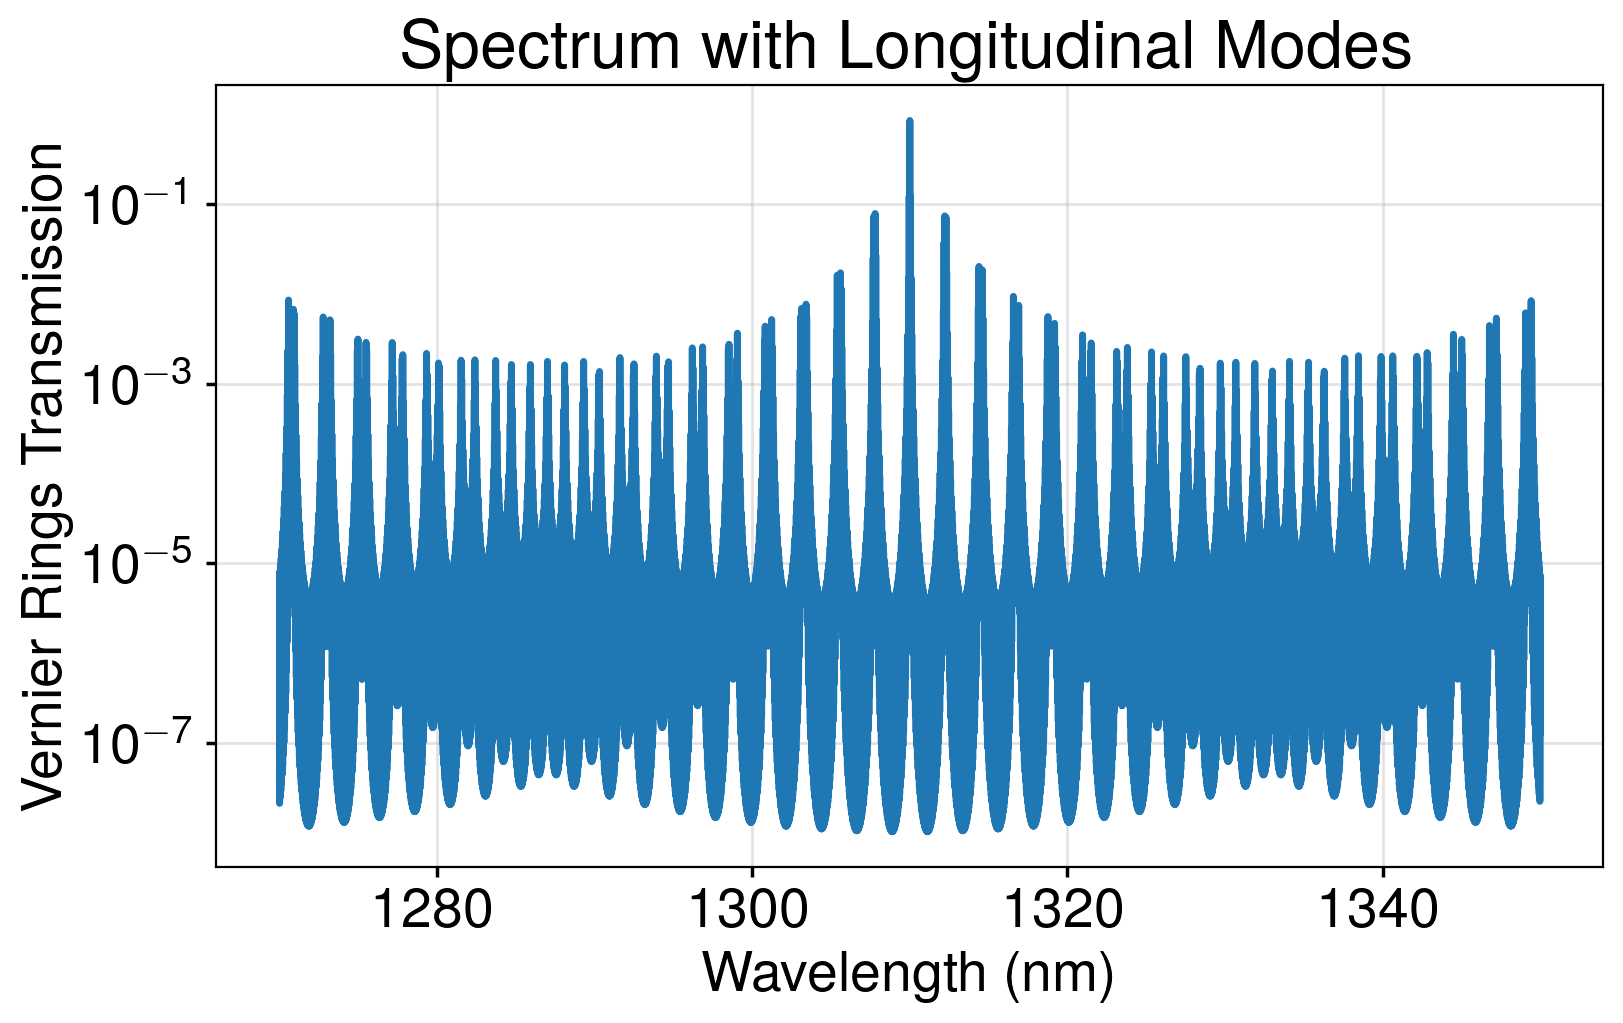 Spectrum with Longitudinal Modes
Vernier Rings Transmission
10⁻¹
10⁻³
10⁻⁵
10⁻⁷
1280 1300 1320 1340
Wavelength (nm)